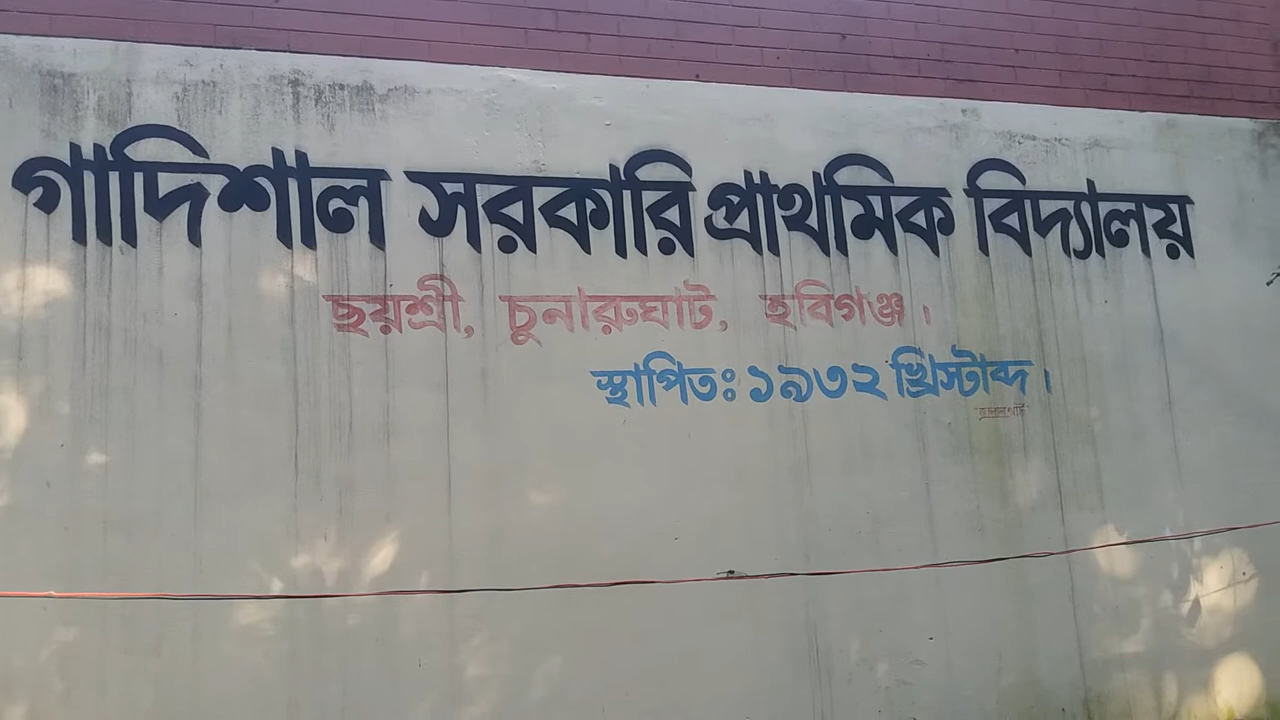 গাদিশাল সরকারি প্রাথমিক বিদ্যালয়
ছয়শ্রী, চুনারুঘাট, হবিগঞ্জ।
স্থাপিতঃ ১৯৩২ খ্রিস্টাব্দ।